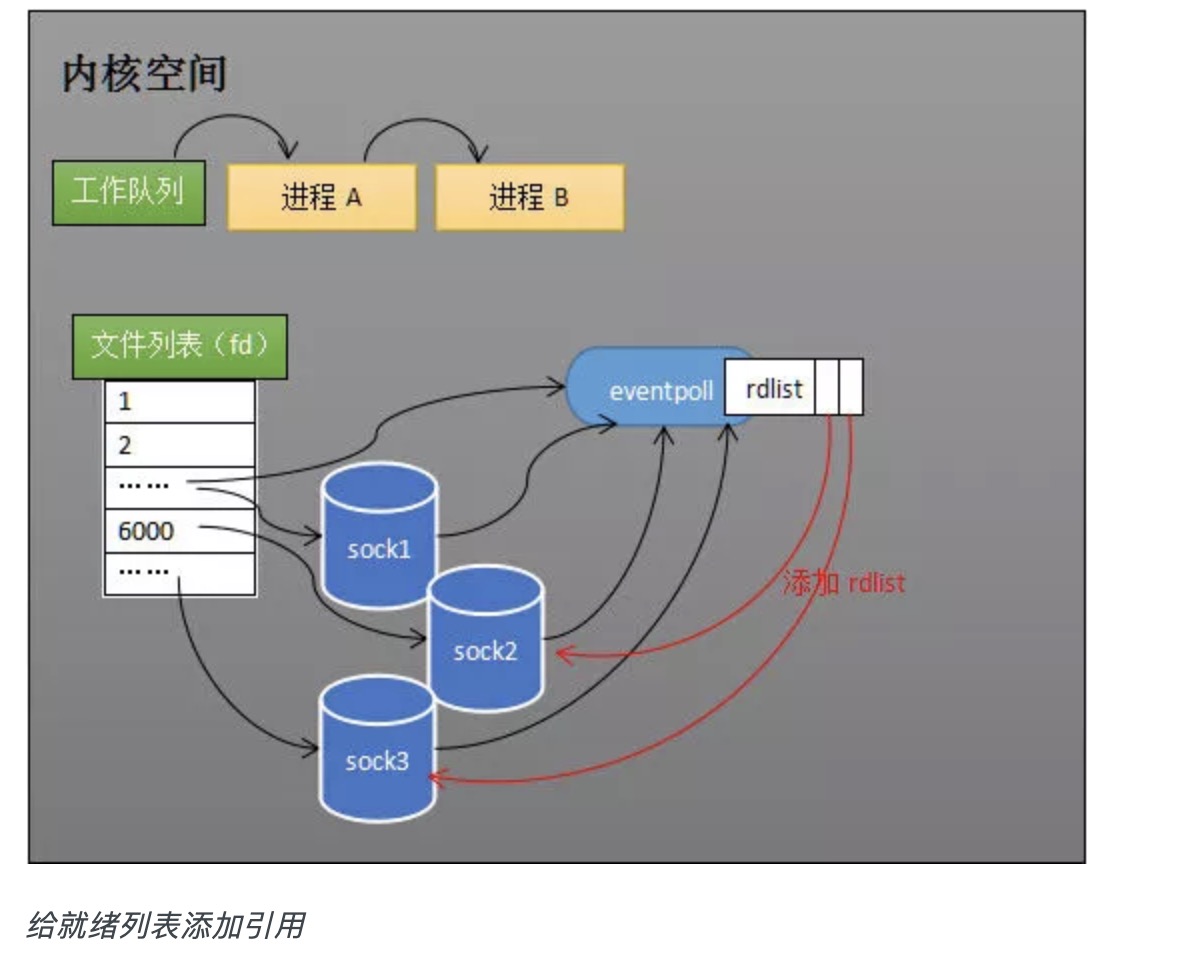 内核空间
工作队列
进程 A
进程 B
文件列表（fd）
1
2
……
6000
……
eventpoll
rdlist
sock1
sock2
sock3
添加 rdlist
给就绪列表添加引用